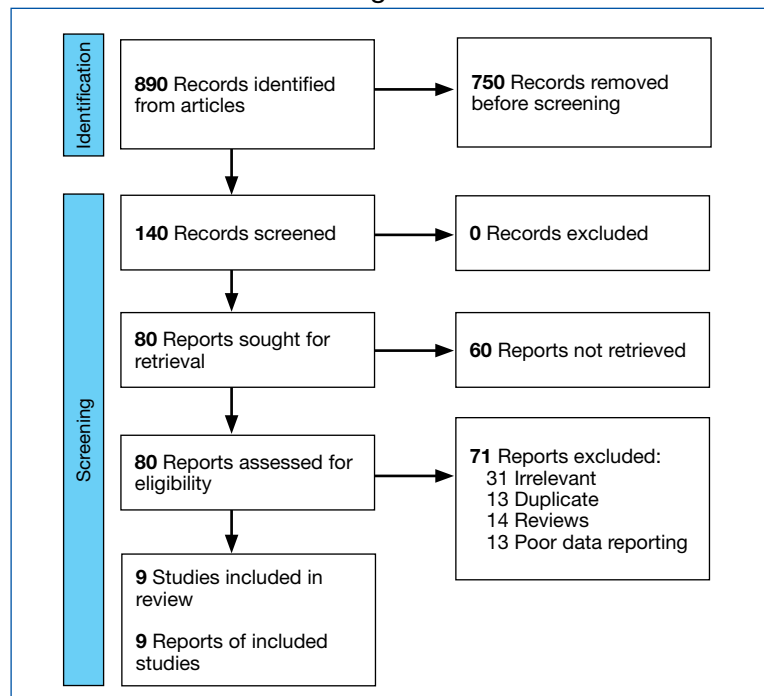 Identification
890 Records identified
from articles
750 Records removed
before screening
Screening
140 Records screened
0 Records excluded
80 Reports sought for
retrieval
60 Reports not retrieved
80 Reports assessed for
eligibility
71 Reports excluded:
31 Irrelevant
13 Duplicate
14 Reviews
13 Poor data reporting
9 Studies included in
review
9 Reports of included
studies